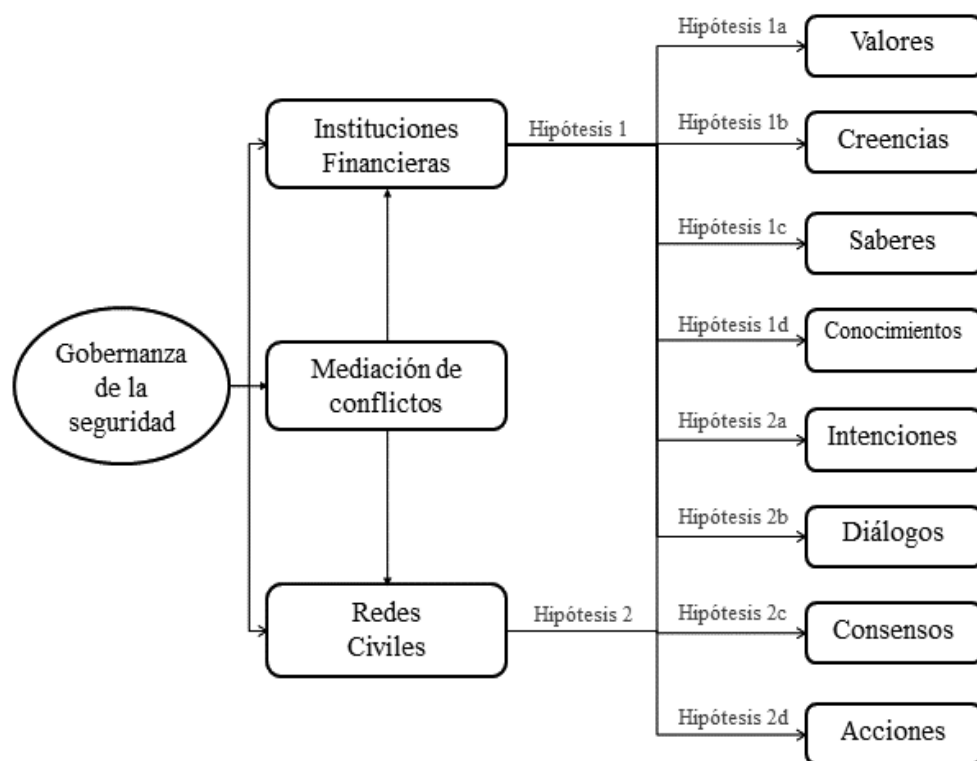 Hipótesis 1a
Valores
Instituciones
Financieras
Hipótesis 1
Hipótesis 1b
Creencias
Hipótesis 1c
Saberes
Gobernanza
de la
seguridad
Mediación de
conflictos
Hipótesis 1d
Conocimientos
Hipótesis 2a
Intenciones
Hipótesis 2b
Diálogos
Redes
Civiles
Hipótesis 2
Hipótesis 2c
Consensos
Hipótesis 2d
Acciones